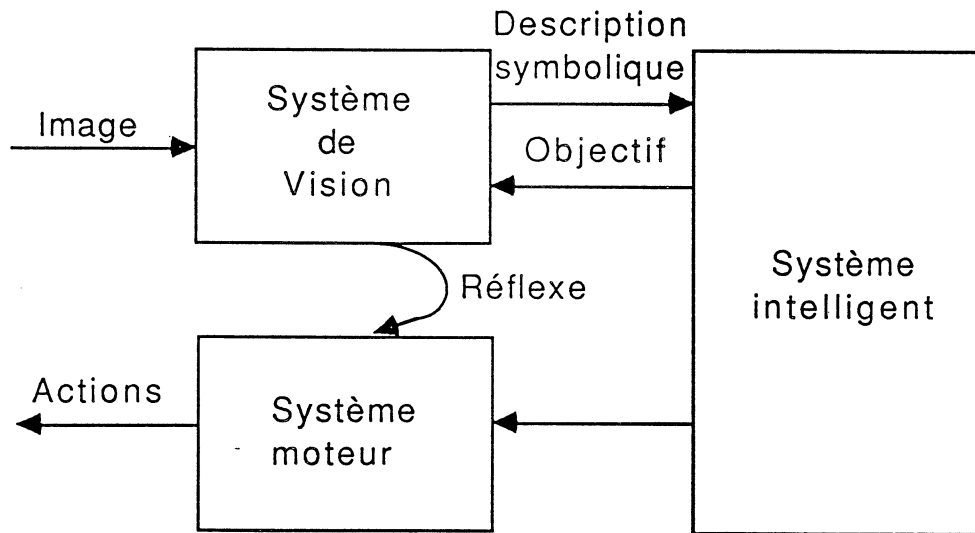 Description
symbolique
Image
Système
de
Vision
Objectif
Système
intelligent
Réflexe
Actions
Système
moteur